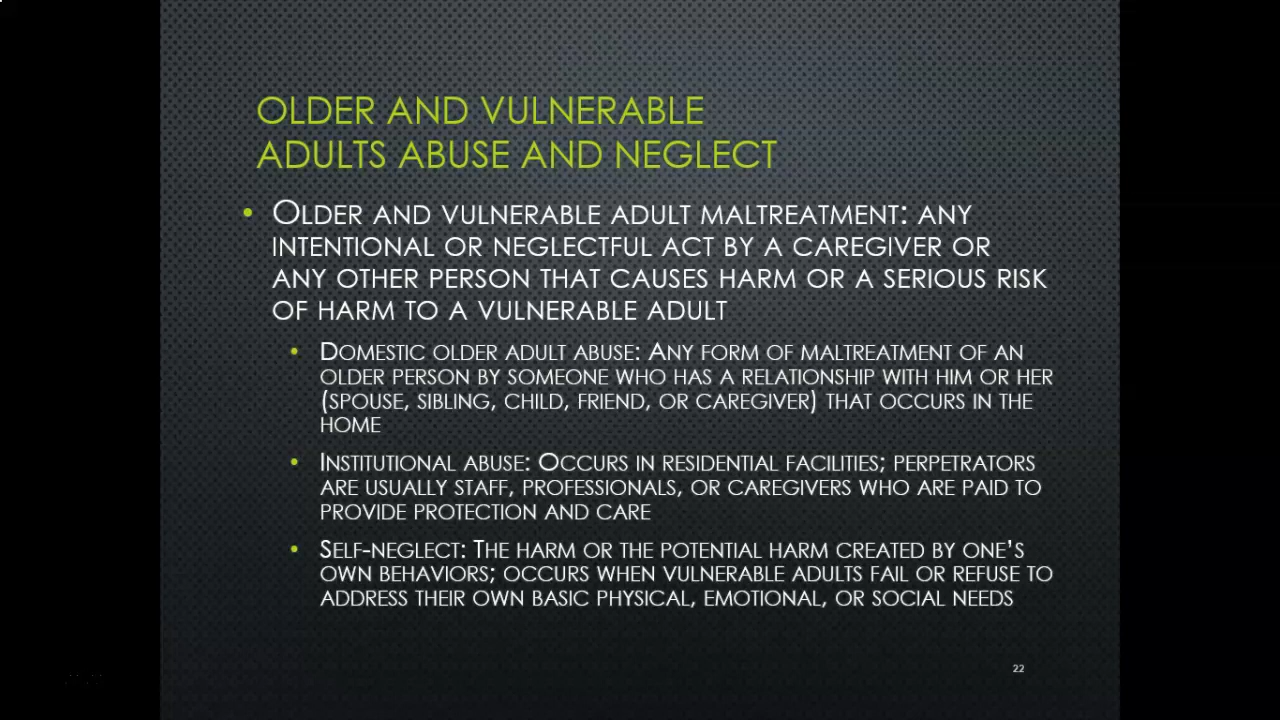 OLDER AND VULNERABLE
ADULTS ABUSE AND NEGLECT
• OLDER AND VULNERABLE ADULT MALTREATMENT: ANY
INTENTIONAL OR NEGLECTFUL ACT BY A CAREGIVER OR
ANY OTHER PERSON THAT CAUSES HARM OR A SERIOUS RISK
OF HARM TO A VULNERABLE ADULT
• DOMESTIC OLDER ADULT ABUSE: ANY FORM OF MALTREATMENT OF AN
OLDER PERSON BY SOMEONE WHO HAS A RELATIONSHIP WITH HIM OR HER
(SPOUSE, SIBLING, CHILD, FRIEND, OR CAREGIVER) THAT OCCURS IN THE
HOME
• INSTITUTIONAL ABUSE: OCCURS IN RESIDENTIAL FACILITIES; PERPETRATORS
ARE USUALLY STAFF, PROFESSIONALS, OR CAREGIVERS WHO ARE PAID TO
PROVIDE PROTECTION AND CARE
• SELF-NEGLECT: THE HARM OR THE POTENTIAL HARM CREATED BY ONE'S
OWN BEHAVIORS; OCCURS WHEN VULNERABLE ADULTS FAIL OR REFUSE TO
ADDRESS THEIR OWN BASIC PHYSICAL, EMOTIONAL, OR SOCIAL NEEDS
22